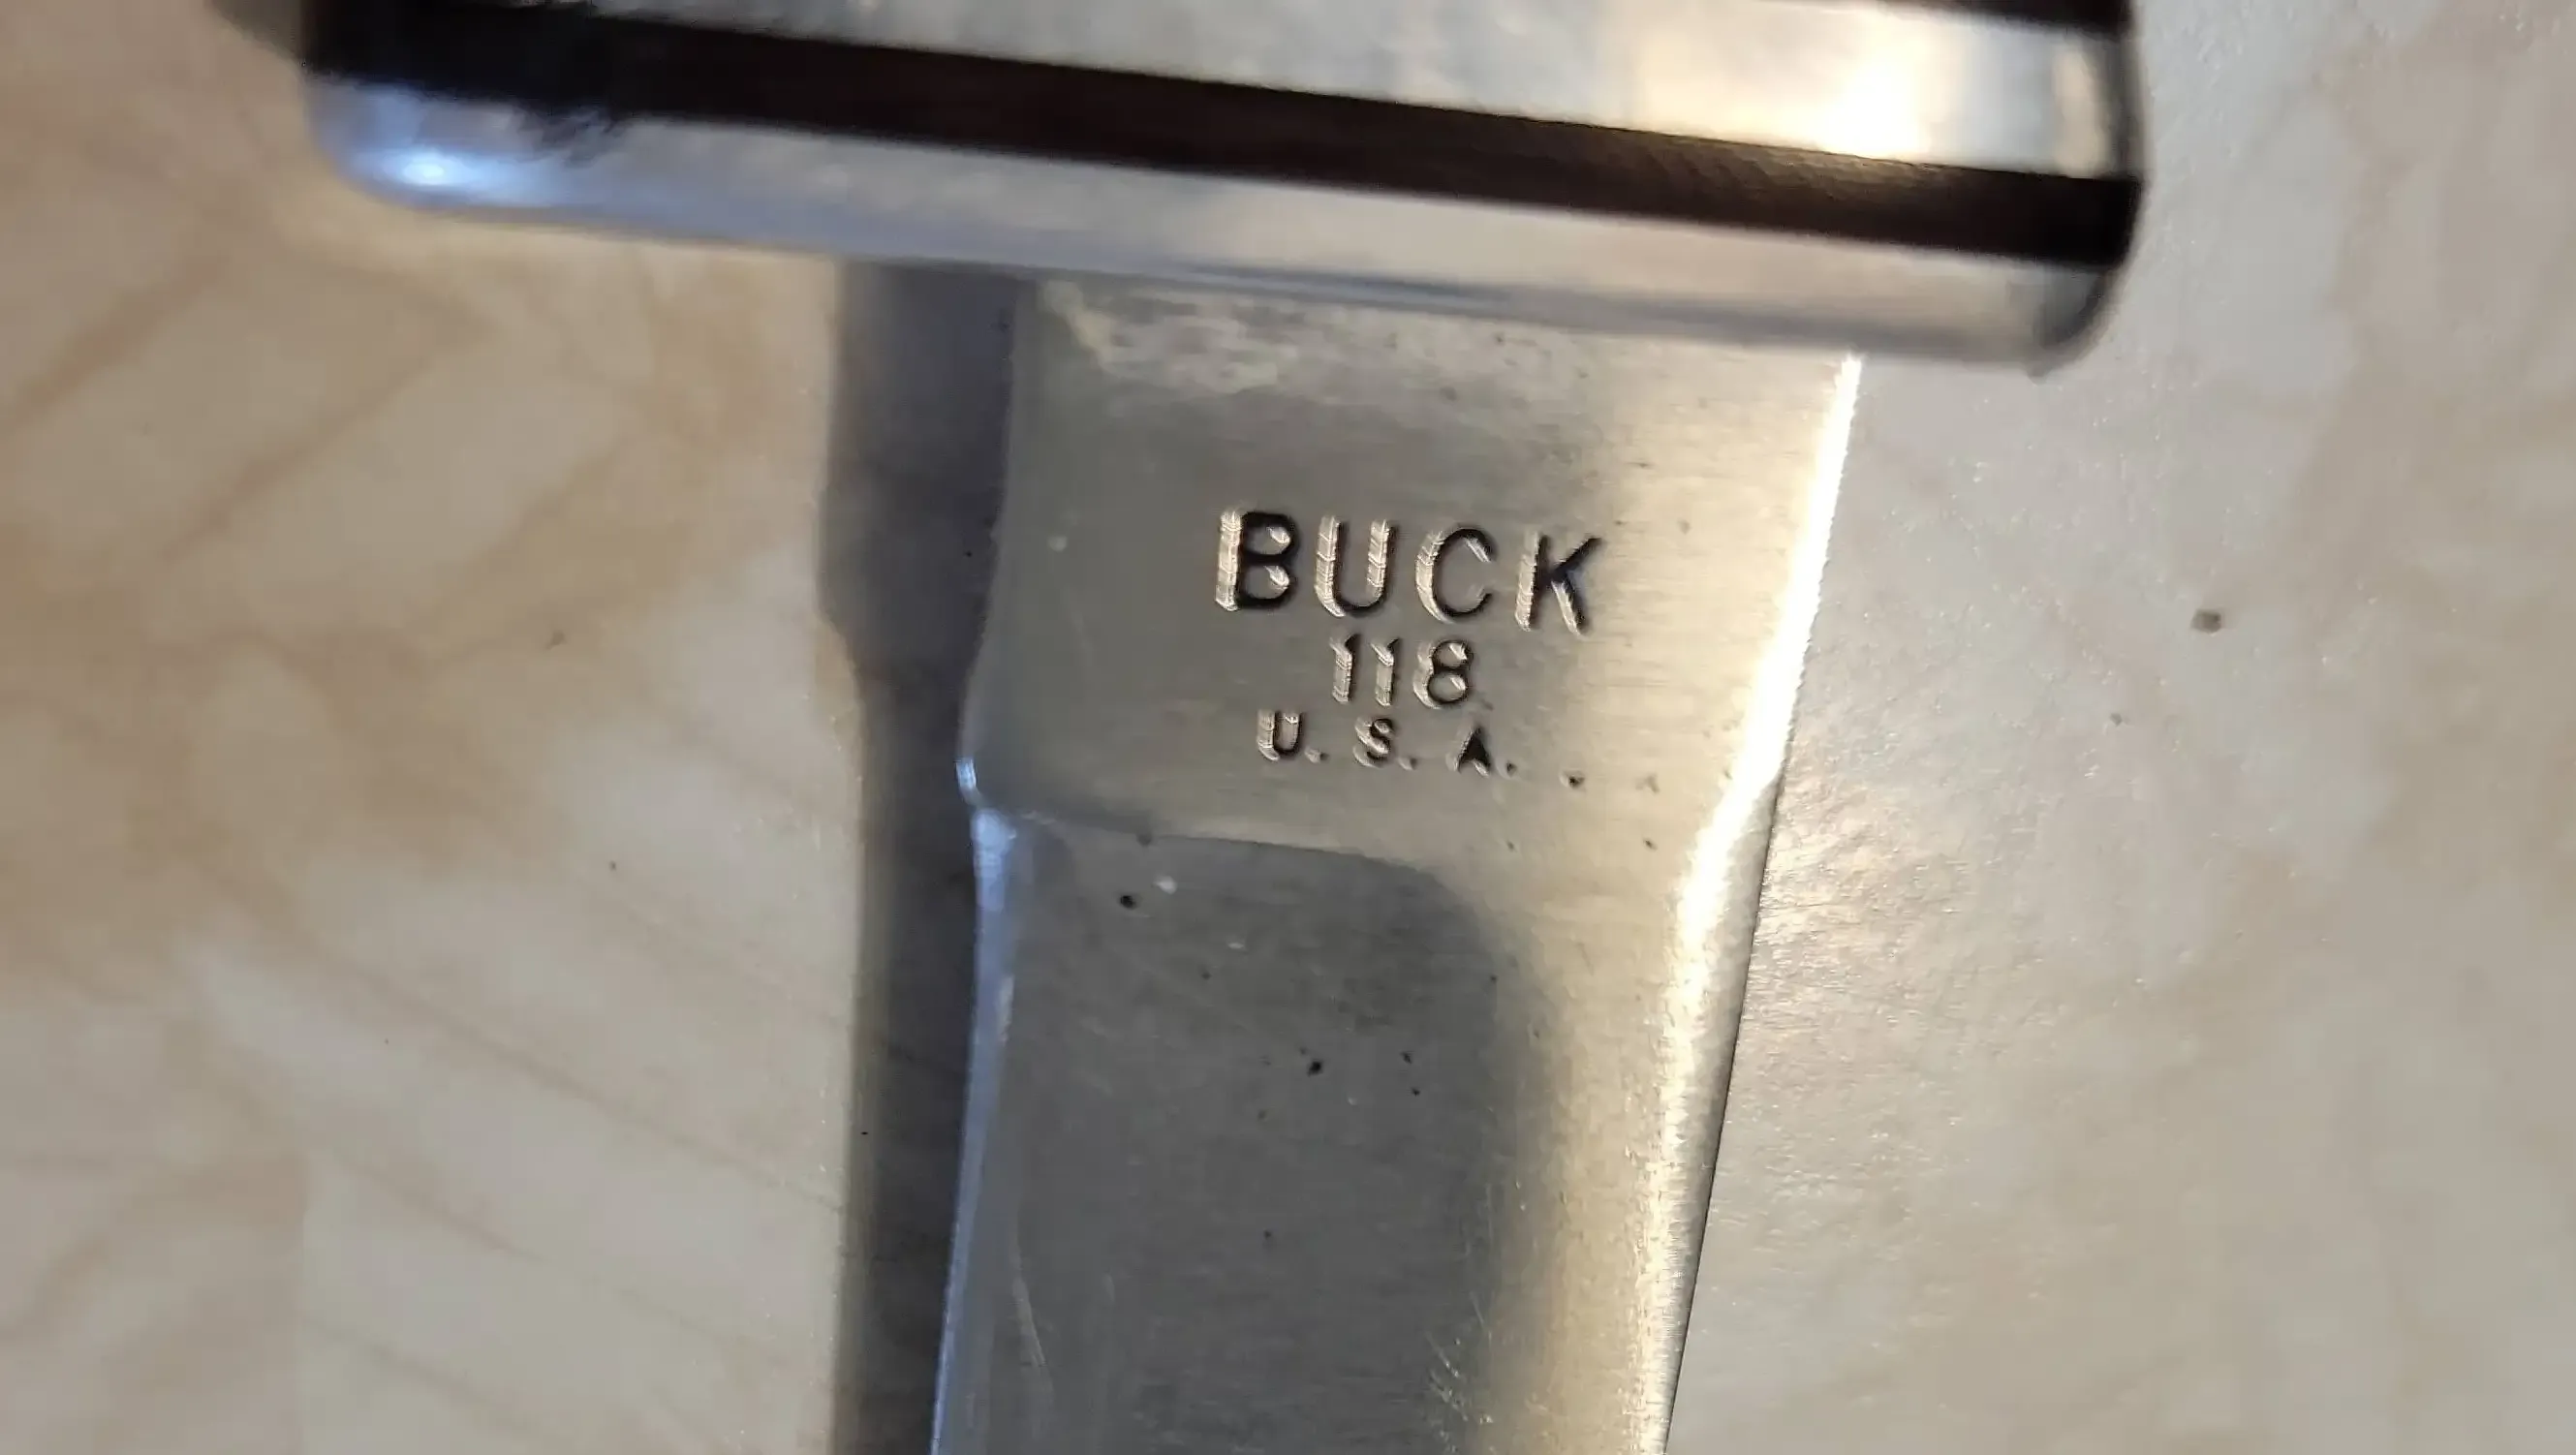 BUCK
118
U. S. A.